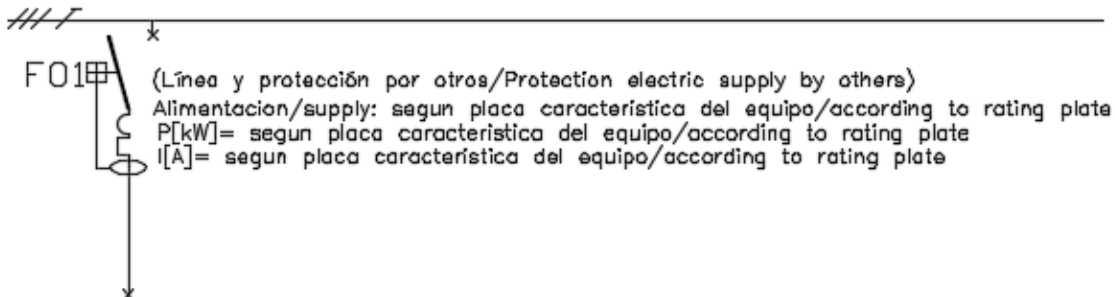 F01
(Línea y protección por otros/Protection electric supply by others)
Alimentacion/supply: segun placa caracteristica del equipo/according to rating plate
P[kW]= segun placa caracteristica del equipo/according to rating plate
I[A]= segun placa característica del equipo/according to rating plate